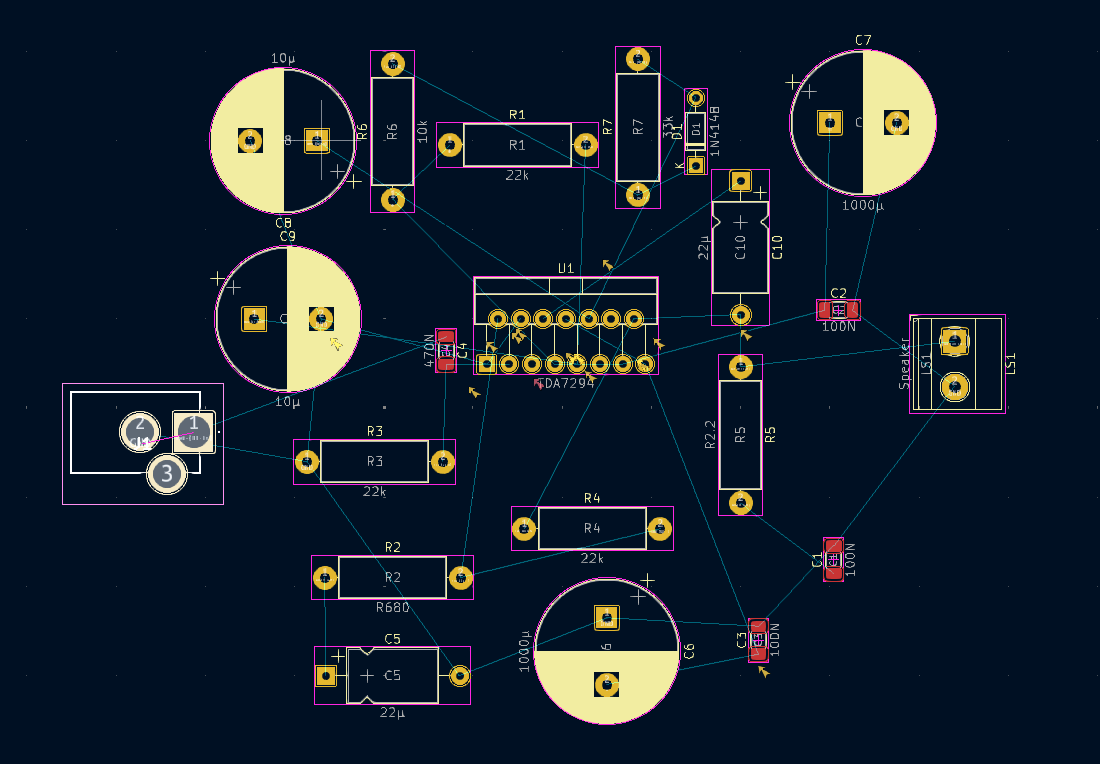 C7
10µ
R6
R6
10k
R1
R1
22k
R7
R7
33k
D1
D1
1N4148
K
1000µ
C8
C9
10µ
U1
TDA7294
22µ
C10
C10
C2
100N
470N
C4
Speaker
LS1
LS1
1
2
3
R3
R3
22k
R2.2
R5
R5
R4
R4
22k
R2
R2
R680
C1
100N
C5
C5
22µ
1000µ
C6
C3
100N